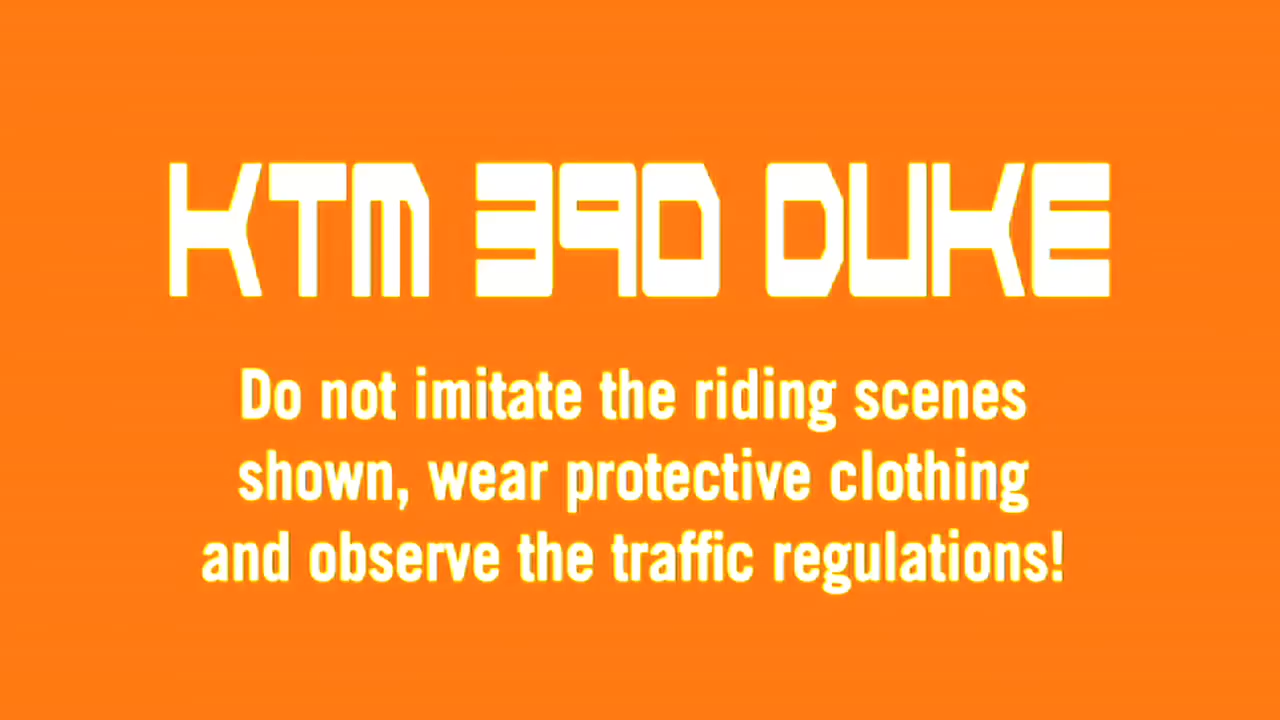 KTM 390 DUKE
Do not imitate the riding scenes
shown, wear protective clothing
and observe the traffic regulations!